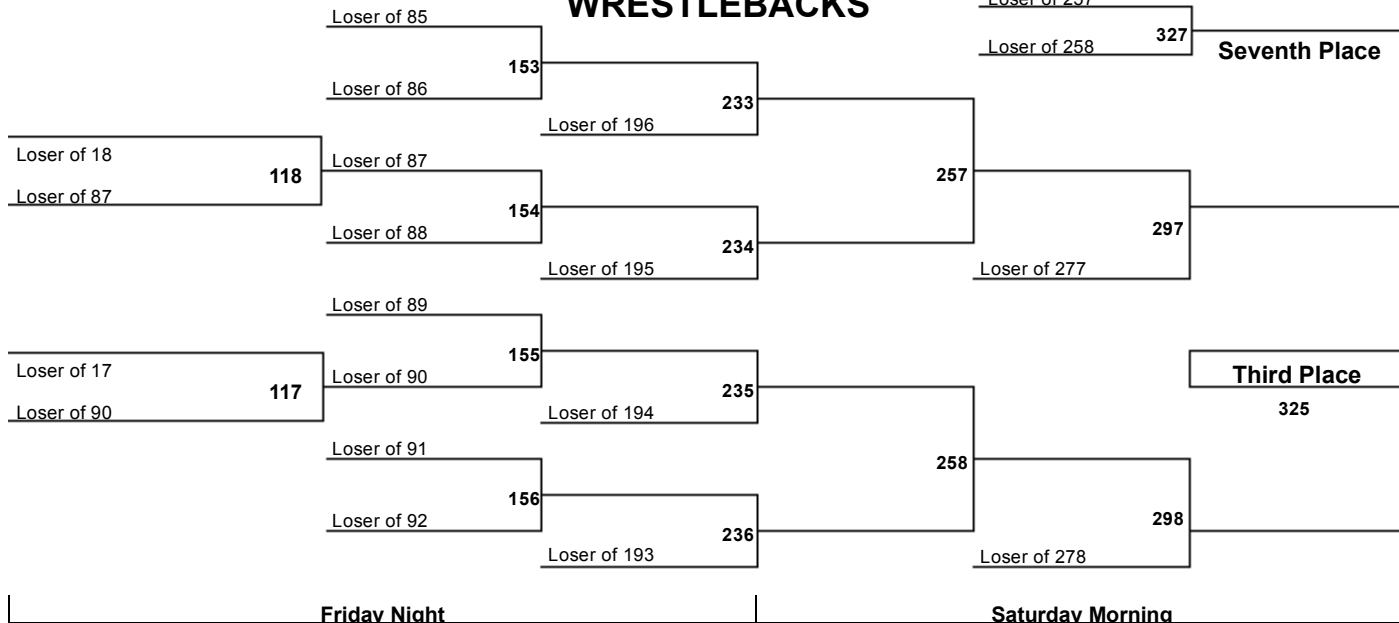 WRESTLEBACKS
Loser of 257
Loser of 85
327
Loser of 258
Seventh Place
153
Loser of 86
233
Loser of 196
Loser of 18
Loser of 87
118
257
Loser of 87
154
Loser of 88
297
234
Loser of 195
Loser of 277
Loser of 89
155
Loser of 17
Loser of 90
Third Place
117
235
Loser of 90
Loser of 194
325
Loser of 91
258
156
Loser of 92
298
236
Loser of 193
Loser of 278
Friday Night
Saturday Morning